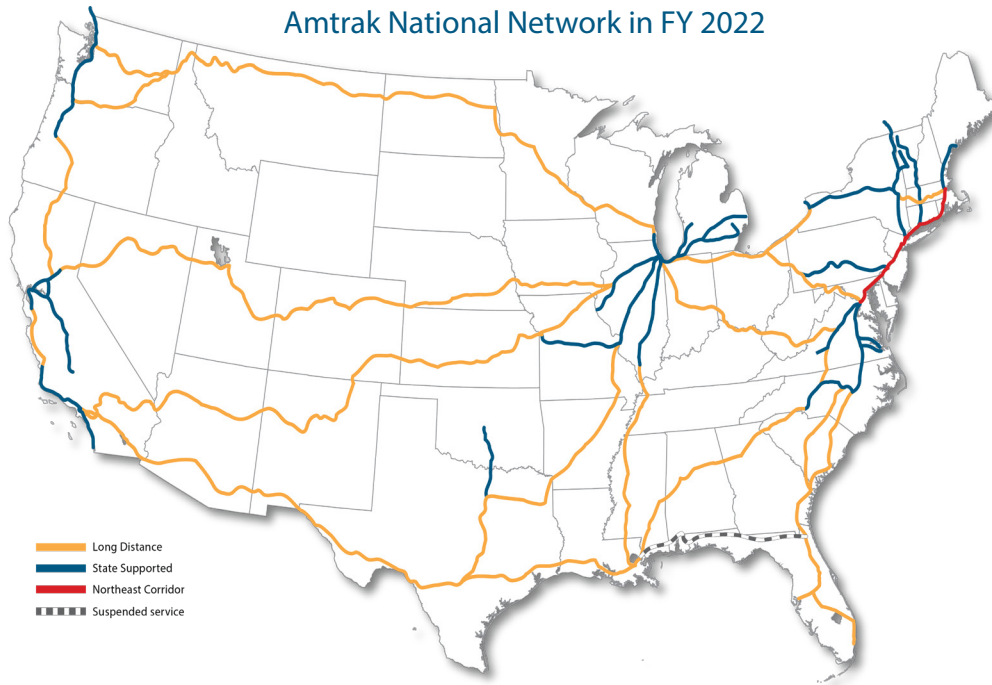 Amtrak National Network in FY 2022
Long Distance
State Supported
Northeast Corridor
Suspended service